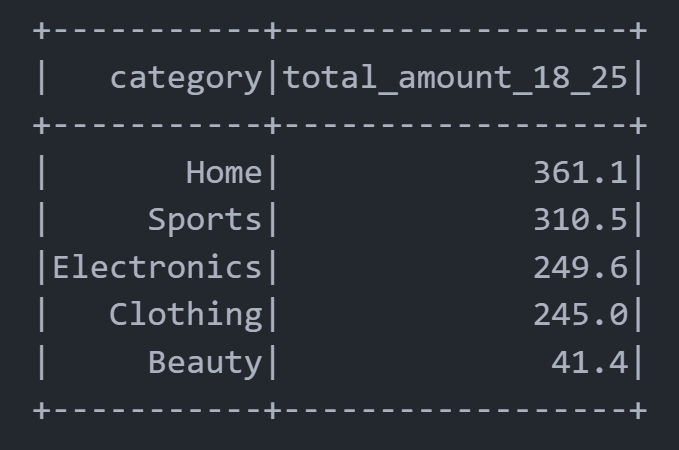 +-----------+------------------+
|   category|total_amount_18_25|
+-----------+------------------+
|       Home|             361.1|
|     Sports|             310.5|
|Electronics|             249.6|
|   Clothing|             245.0|
|     Beauty|              41.4|
+-----------+------------------+